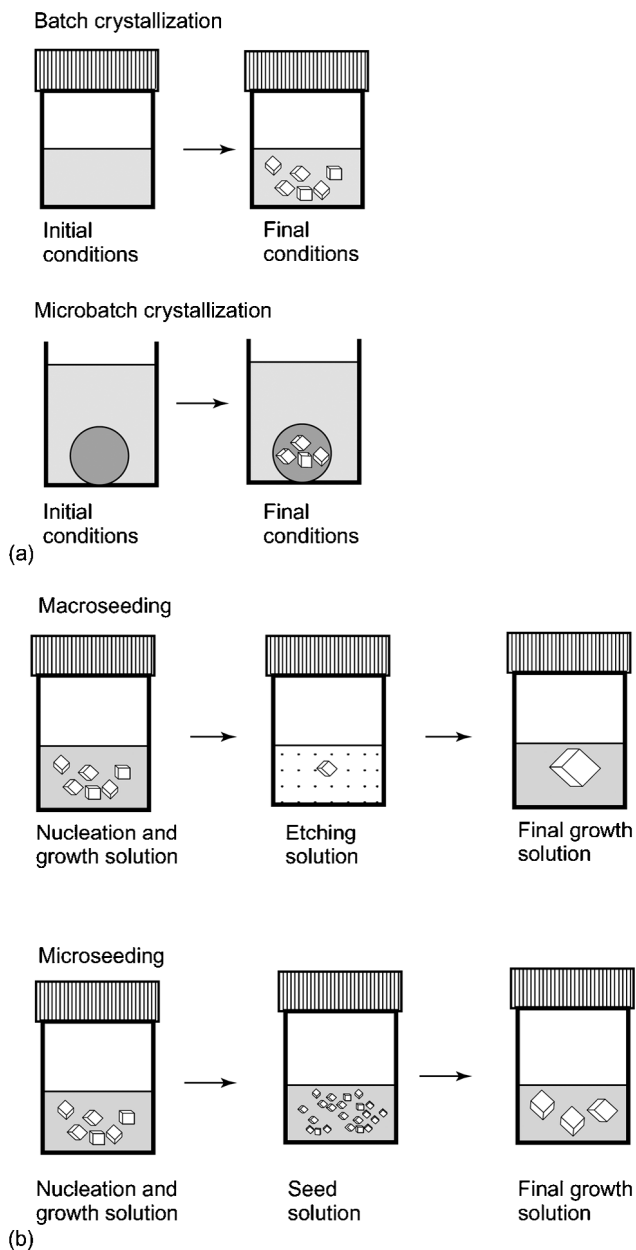 Batch crystallization
Initial
conditions
Final
conditions
Microbatch crystallization
Initial
conditions
Final
conditions
(a)
Macroseeding
Nucleation and
growth solution
Etching
solution
Final growth
solution
Microseeding
Nucleation and
growth solution
Seed
solution
Final growth
solution
(b)